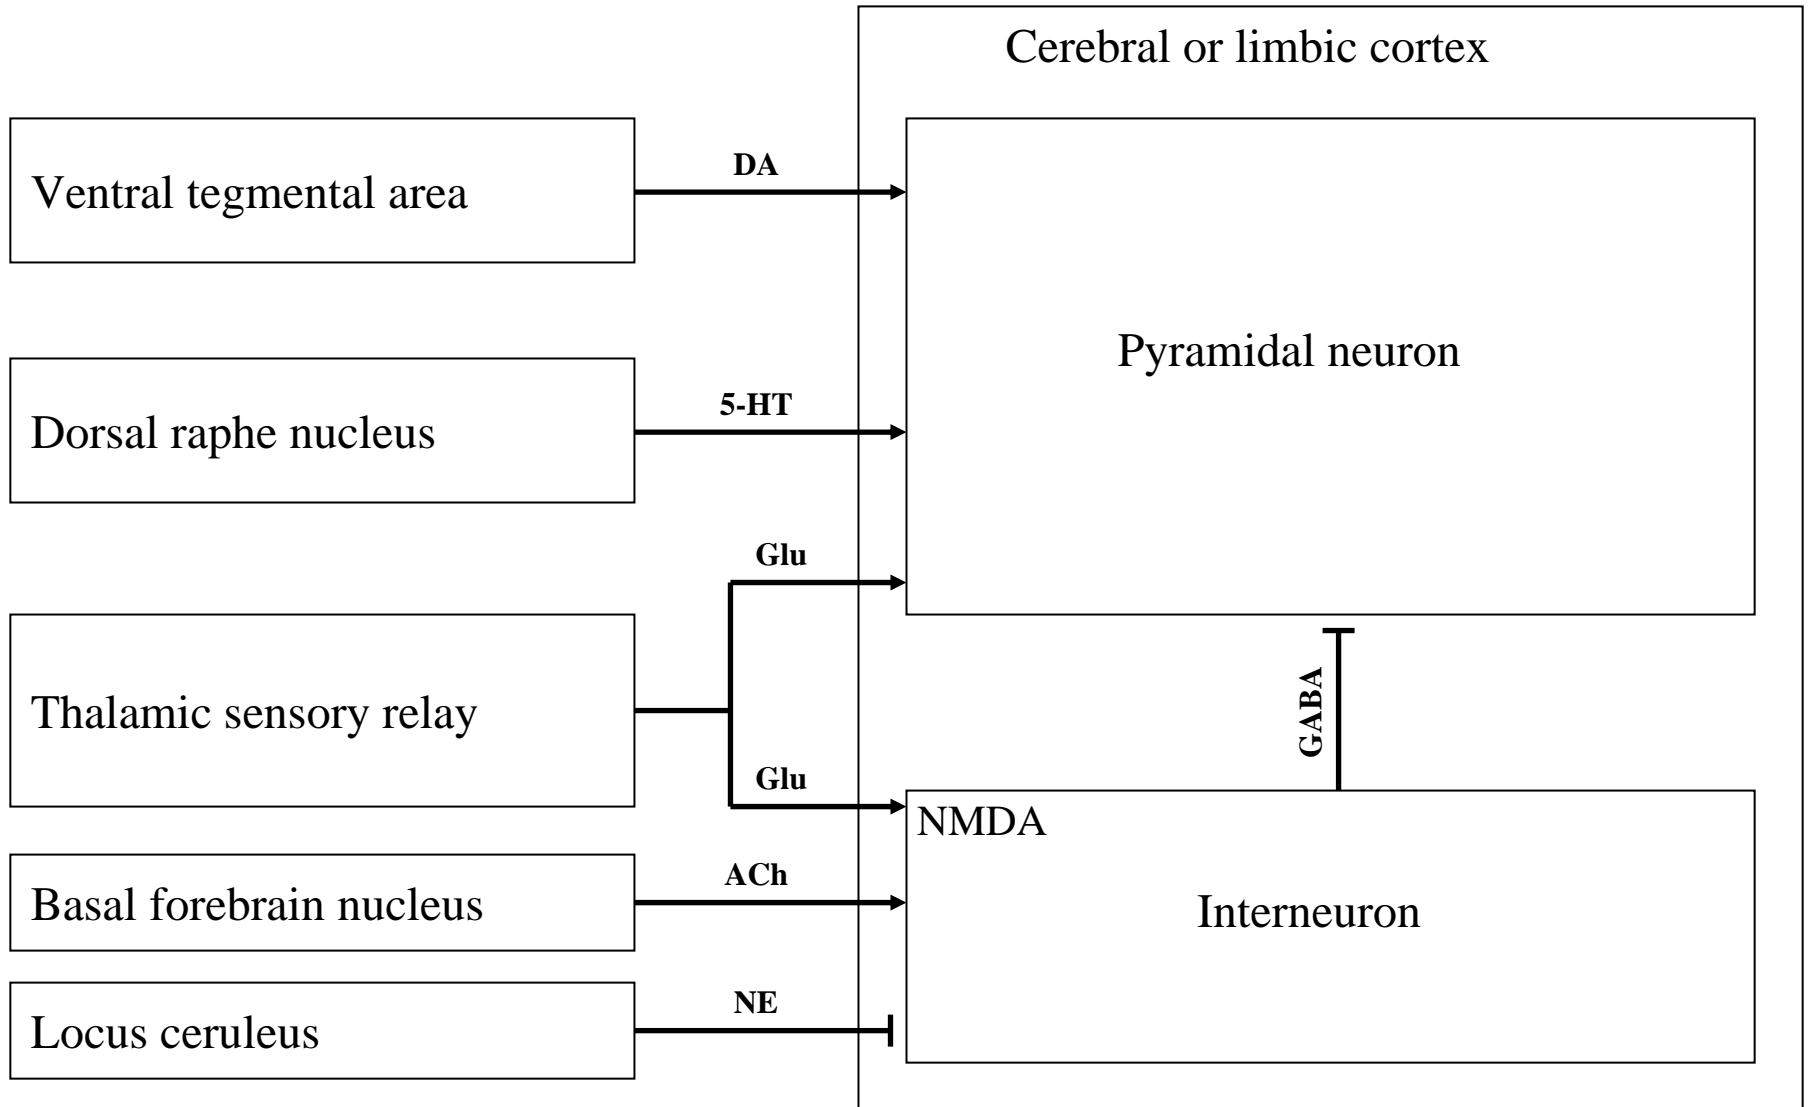 Cerebral or limbic cortex
Ventral tegmental area
DA
Dorsal raphe nucleus
5-HT
Pyramidal neuron
Glu
Thalamic sensory relay
Glu
GABA
NMDA
Basal forebrain nucleus
ACh
Interneuron
Locus ceruleus
NE